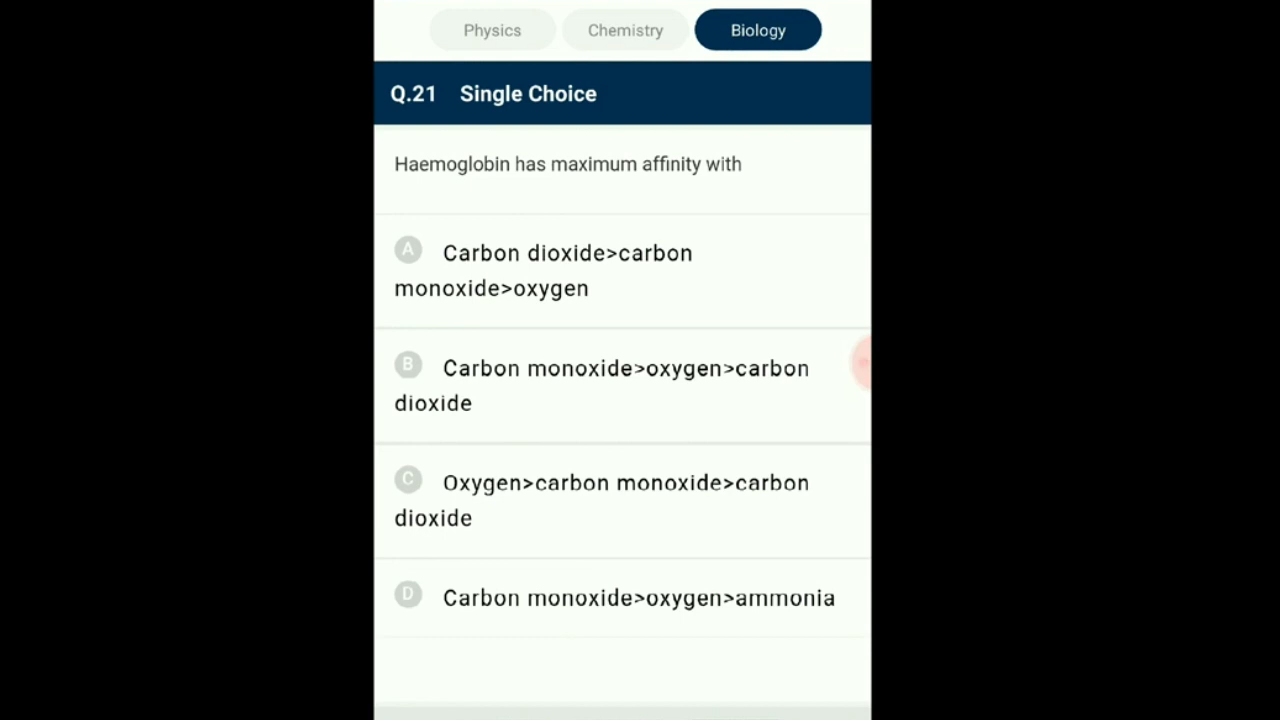 Physics Chemistry Biology
Q.21 Single Choice
Haemoglobin has maximum affinity with
A Carbon dioxide>carbon
monoxide>oxygen
B Carbon monoxide>oxygen>carbon
dioxide
C Oxygen>carbon monoxide>carbon
dioxide
D Carbon monoxide>oxygen>ammonia